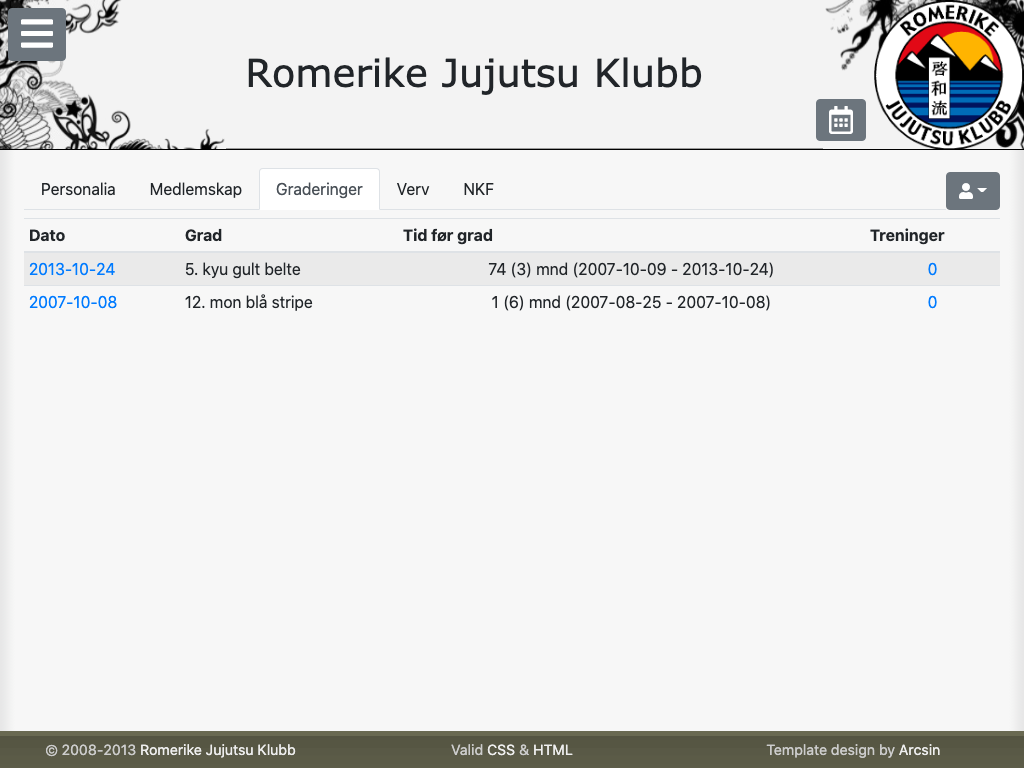 Romerike Jujutsu Klubb
ROMERIKE
啓和流
JUJUTSU KLUBB
Personalia Medlemskap Graderinger Verv NKF
Dato Grad Tid før grad Treninger
2013-10-24 5. kyu gult belte 74 (3) mnd (2007-10-09 - 2013-10-24) 0
2007-10-08 12. mon blå stripe 1 (6) mnd (2007-08-25 - 2007-10-08) 0
© 2008-2013 Romerike Jujutsu Klubb Valid CSS & HTML Template design by Arcsin